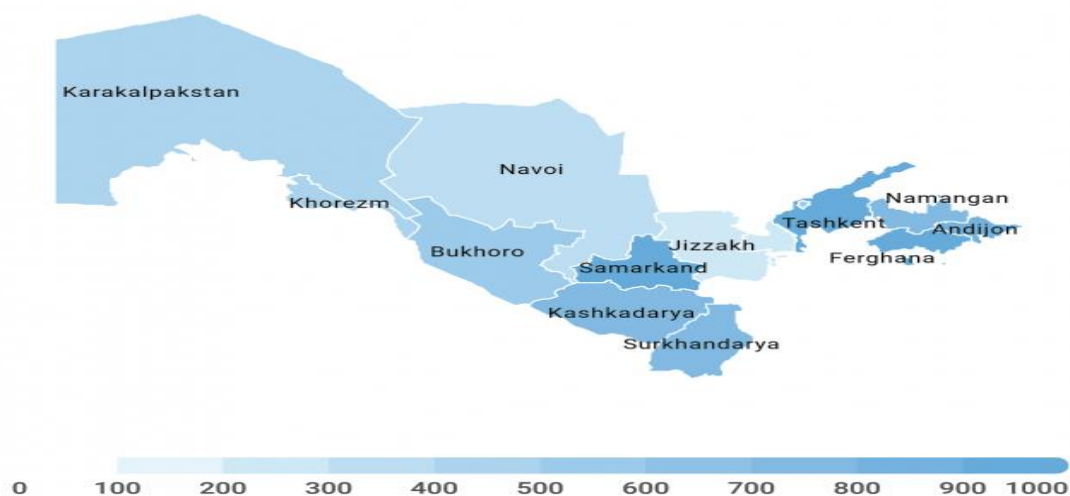 Karakalpakstan
Navoi
Namangan
Khorezm
Tashkent
Andijon
Jizzakh
Bukhoro
Ferghana
Samarkand
Kashkadarya
Surkhandarya
0 100 200 300 400 500 600 700 800 900 1000